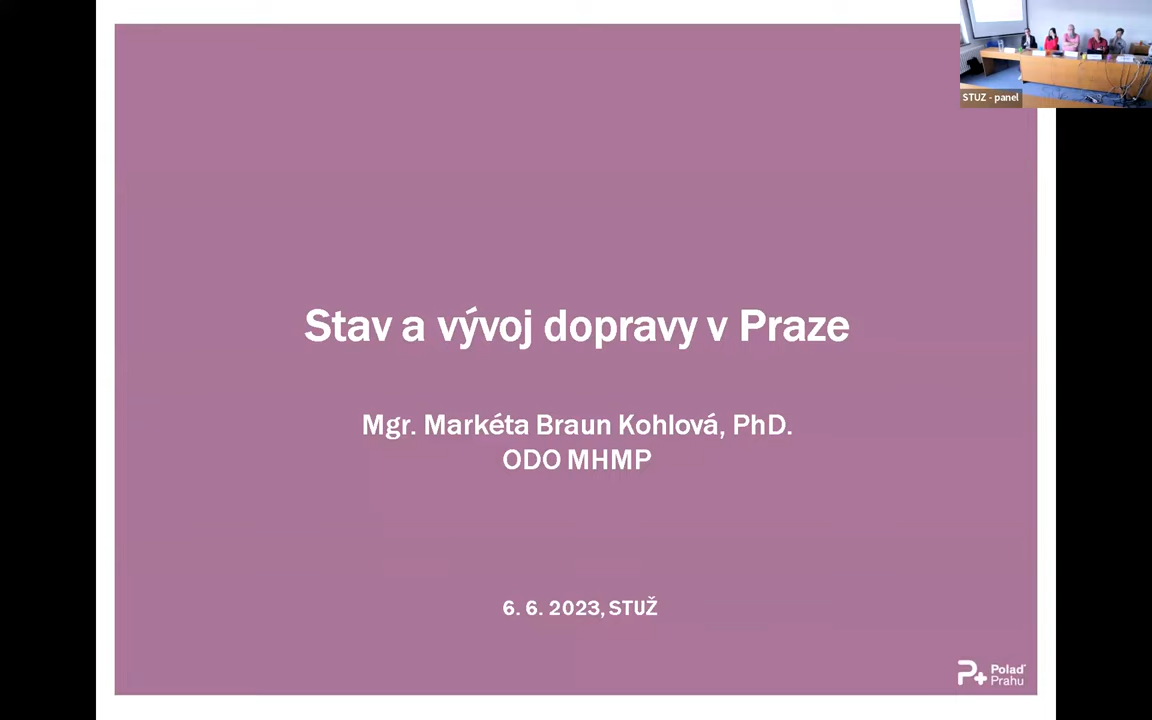 STUZ - panel
Stav a vývoj dopravy v Praze
Mgr. Markéta Braun Kohlová, PhD.
ODO MHMP
6. 6. 2023, STUŽ
P+ Polaď
Prahu